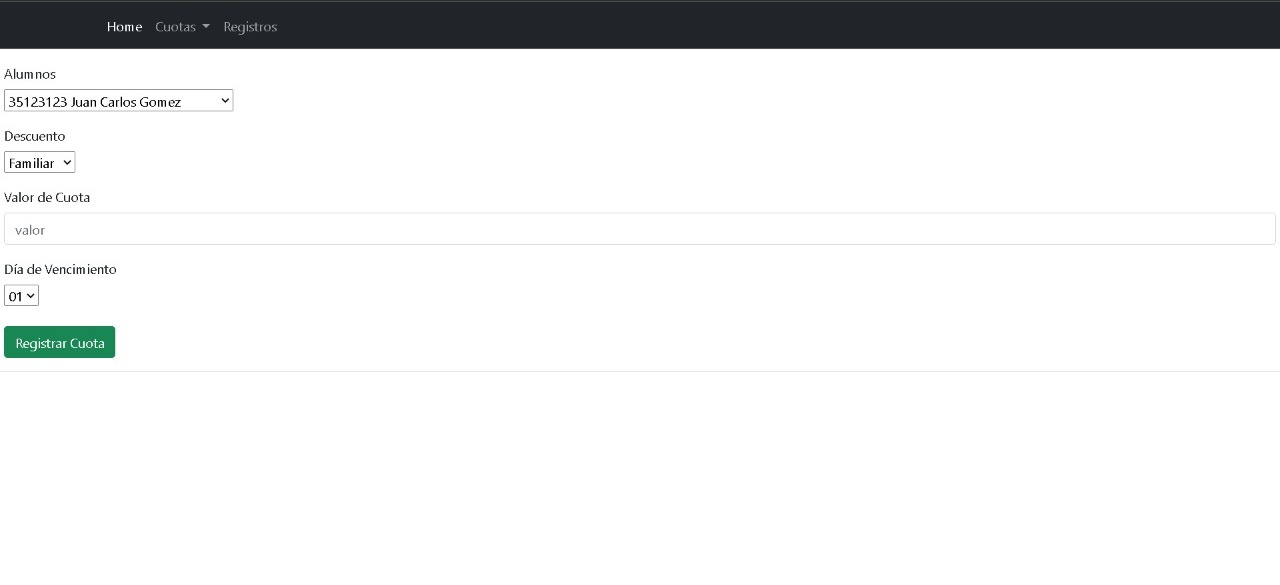 Home Cuotas Registros
Alumnos
35123123 Juan Carlos Gomez
Descuento
Familiar
Valor de Cuota
valor
Día de Vencimiento
01
Registrar Cuota